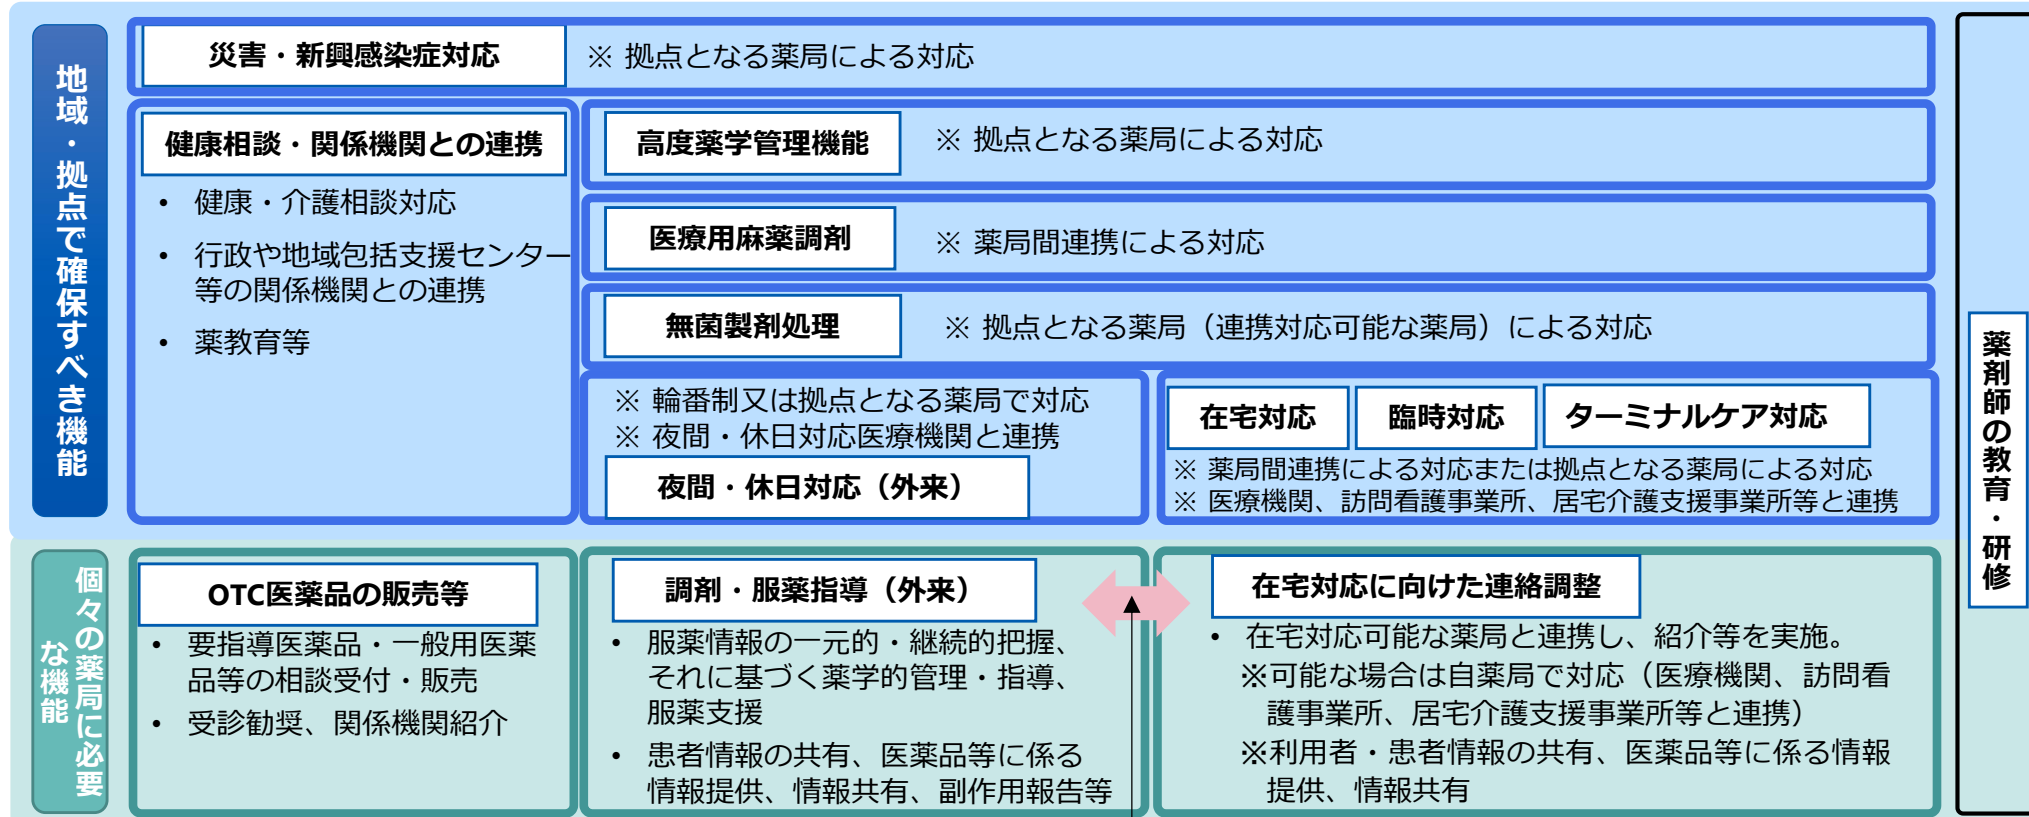 地域・拠点で確保すべき機能
災害・新興感染症対応
※ 拠点となる薬局による対応
健康相談・関係機関との連携
• 健康・介護相談対応
• 行政や地域包括支援センター
等の関係機関との連携
• 薬教育等
高度薬学管理機能
※ 拠点となる薬局による対応
医療用麻薬調剤
※ 薬局間連携による対応
無菌製剤処理
※ 拠点となる薬局（連携対応可能な薬局）による対応
※ 輪番制又は拠点となる薬局で対応
※ 夜間・休日対応医療機関と連携
夜間・休日対応（外来）
在宅対応
臨時対応
ターミナルケア対応
※ 薬局間連携による対応または拠点となる薬局による対応
※ 医療機関、訪問看護事業所、居宅介護支援事業所等と連携
個々の薬局に必要
な機能
OTC医薬品の販売等
• 要指導医薬品・一般用医薬
品等の相談受付・販売
• 受診勧奨、関係機関紹介
調剤・服薬指導（外来）
• 服薬情報の一元的・継続的把握、
それに基づく薬学的管理・指導、
服薬支援
• 患者情報の共有、医薬品等に係る
情報提供、情報共有、副作用報告等
在宅対応に向けた連絡調整
• 在宅対応可能な薬局と連携し、紹介等を実施。
※可能な場合は自薬局で対応（医療機関、訪問看
護事業所、居宅介護支援事業所等と連携）
※利用者・患者情報の共有、医薬品等に係る情報
提供、情報共有
薬剤師の教育・研修